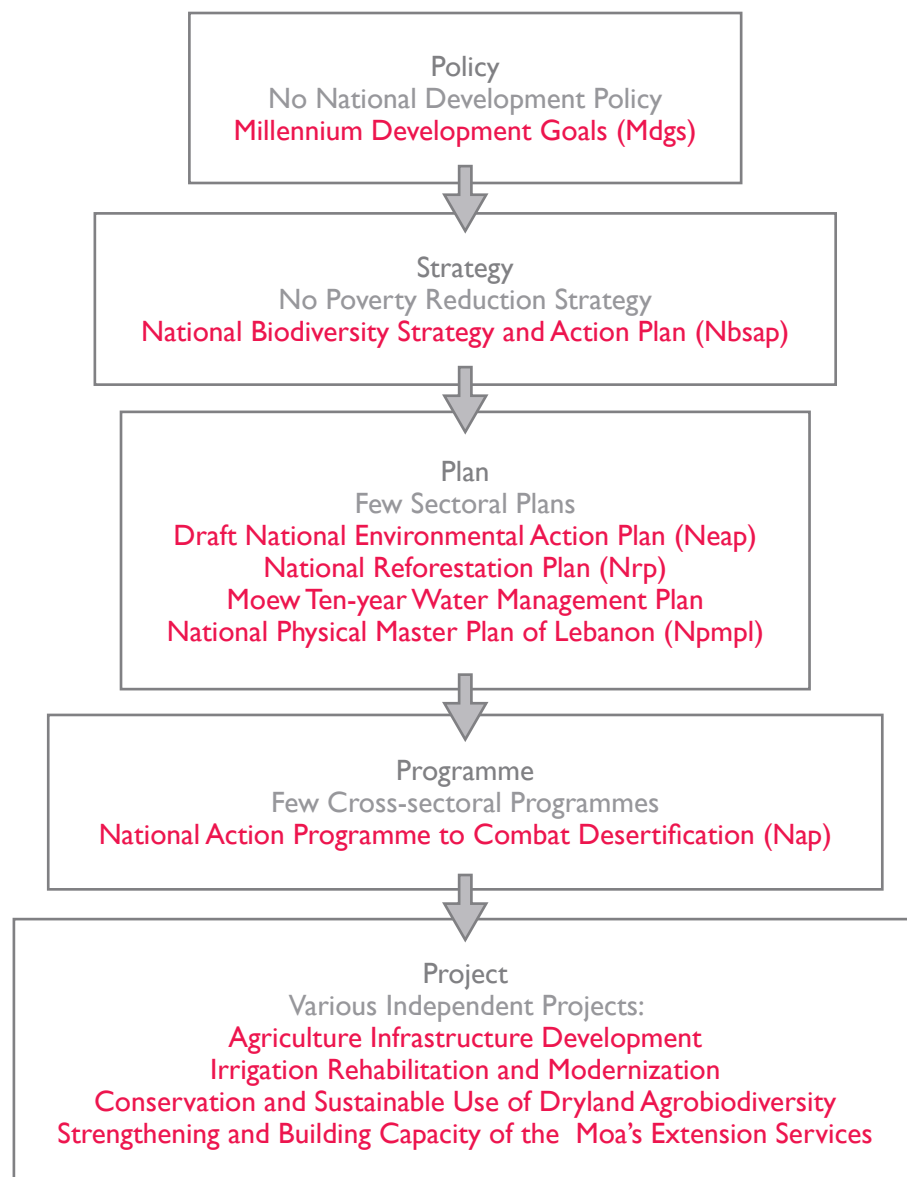 Policy
No National Development Policy
Millennium Development Goals (Mdgs)
Strategy
No Poverty Reduction Strategy
National Biodiversity Strategy and Action Plan (Nbsap)
Plan
Few Sectoral Plans
Draft National Environmental Action Plan (Neap)
National Reforestation Plan (Nrp)
Moew Ten-year Water Management Plan
National Physical Master Plan of Lebanon (Npmpl)
Programme
Few Cross-sectoral Programmes
National Action Programme to Combat Desertification (Nap)
Project
Various Independent Projects:
Agriculture Infrastructure Development
Irrigation Rehabilitation and Modernization
Conservation and Sustainable Use of Dryland Agrobiodiversity
Strengthening and Building Capacity of the Moa's Extension Services